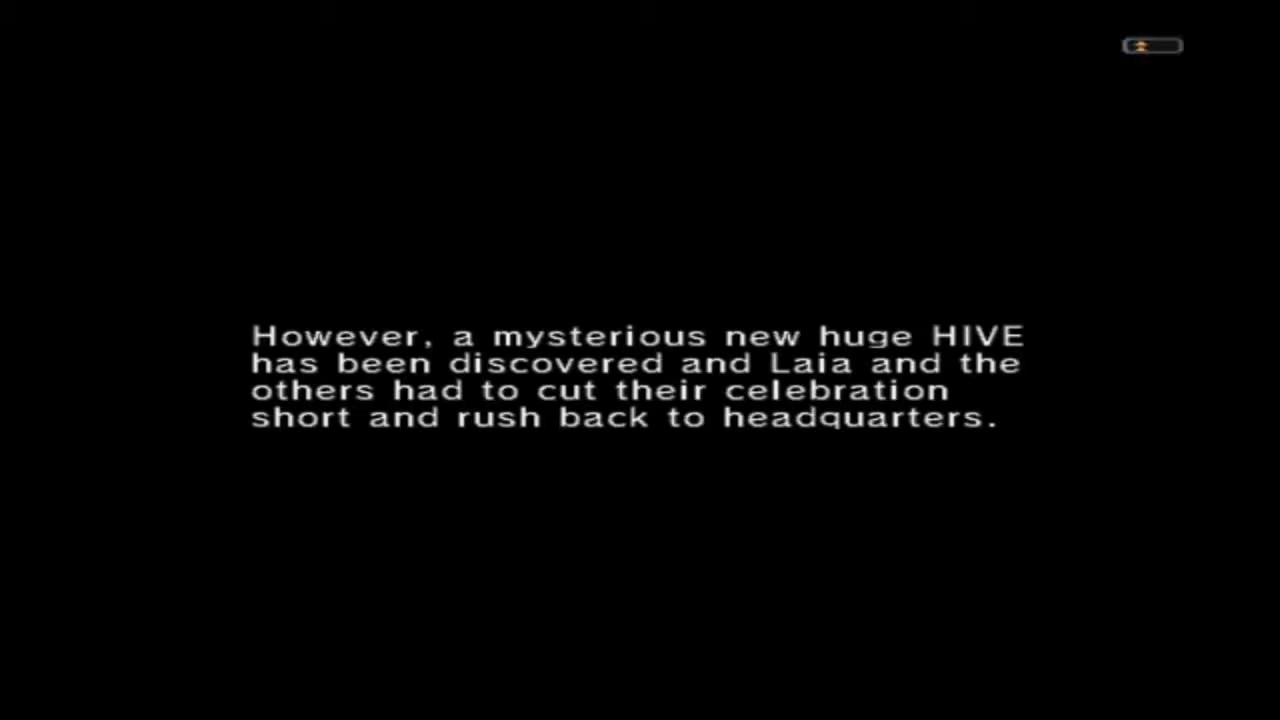 However, a mysterious new huge HIVE
has been discovered and Laia and the
others had to cut their celebration
short and rush back to headquarters.